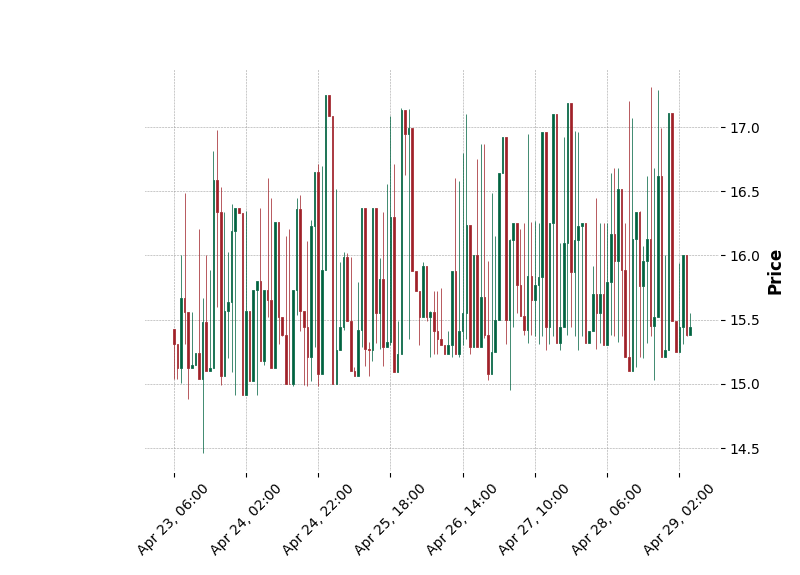 17.0
16.5
16.0
15.5
15.0
14.5
Price
Apr 23, 06:00
Apr 24, 02:00
Apr 24, 22:00
Apr 25, 18:00
Apr 26, 14:00
Apr 27, 10:00
Apr 28, 06:00
Apr 29, 02:00